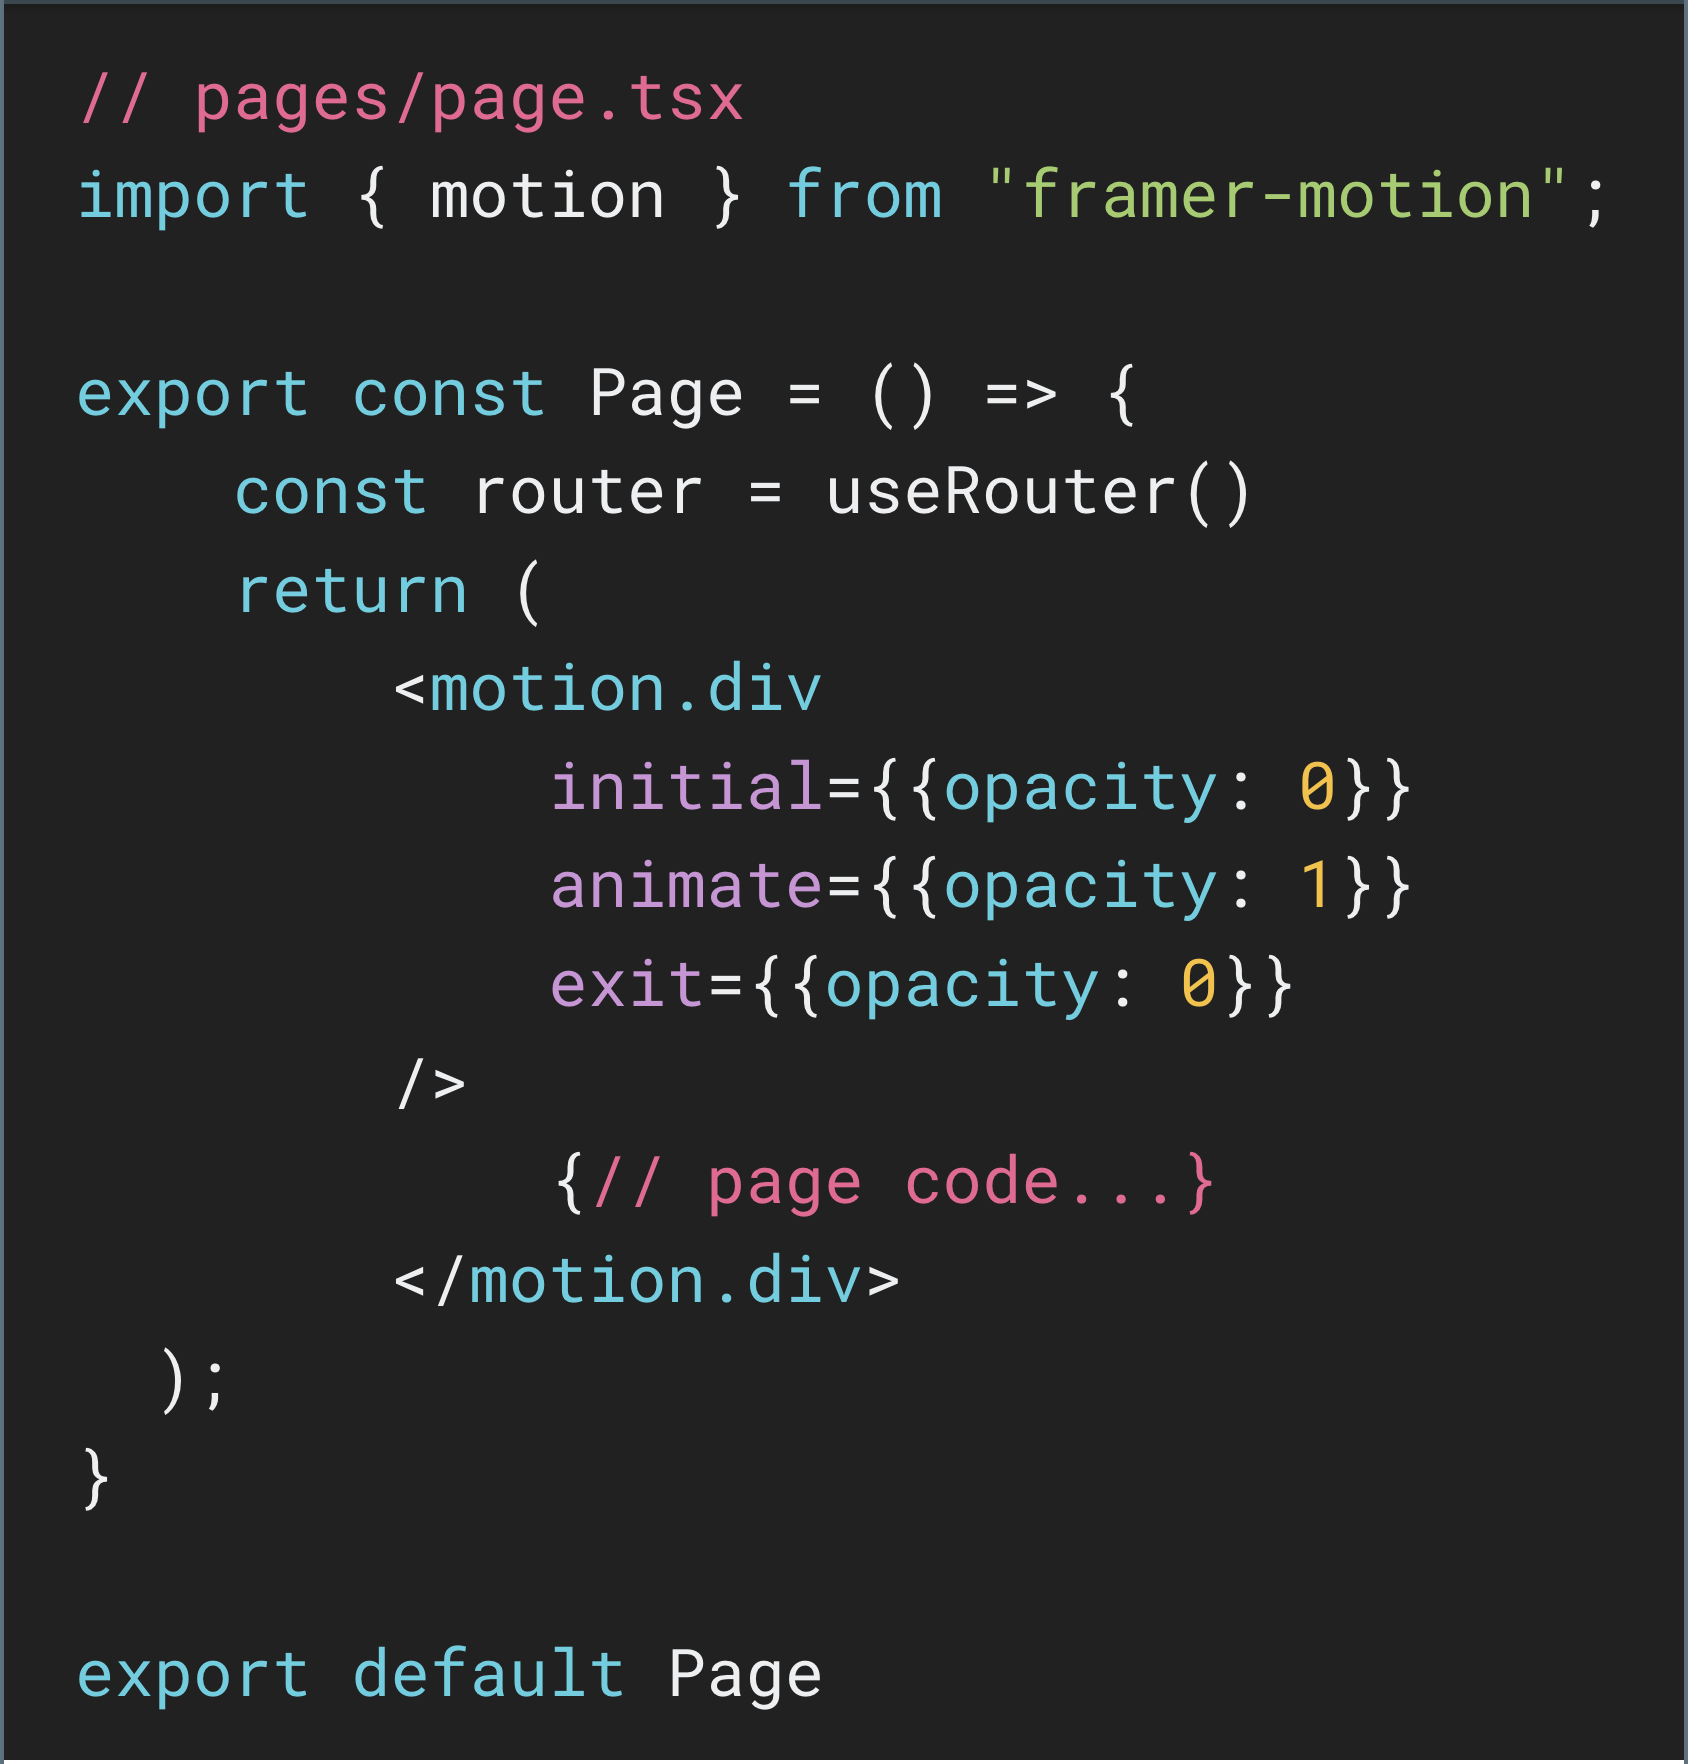 // pages/page.tsx
import { motion } from "framer-motion";
export const Page = () => {
const router = useRouter()
return (
<motion.div
initial={{opacity: 0}}
animate={{opacity: 1}}
exit={{opacity: 0}}
/>
{// page code...}
</motion.div>
);
}
export default Page